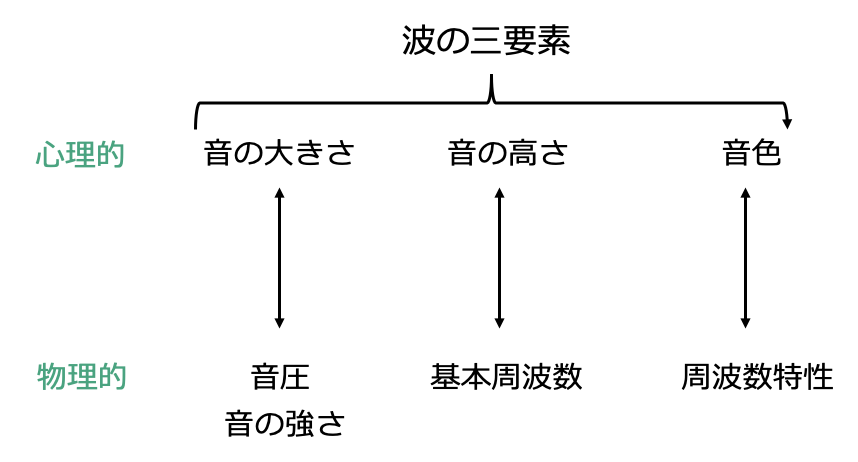 波の三要素
心理的 音の大きさ 音の高さ 音色
物理的 音圧 基本周波数 周波数特性
音の強さ